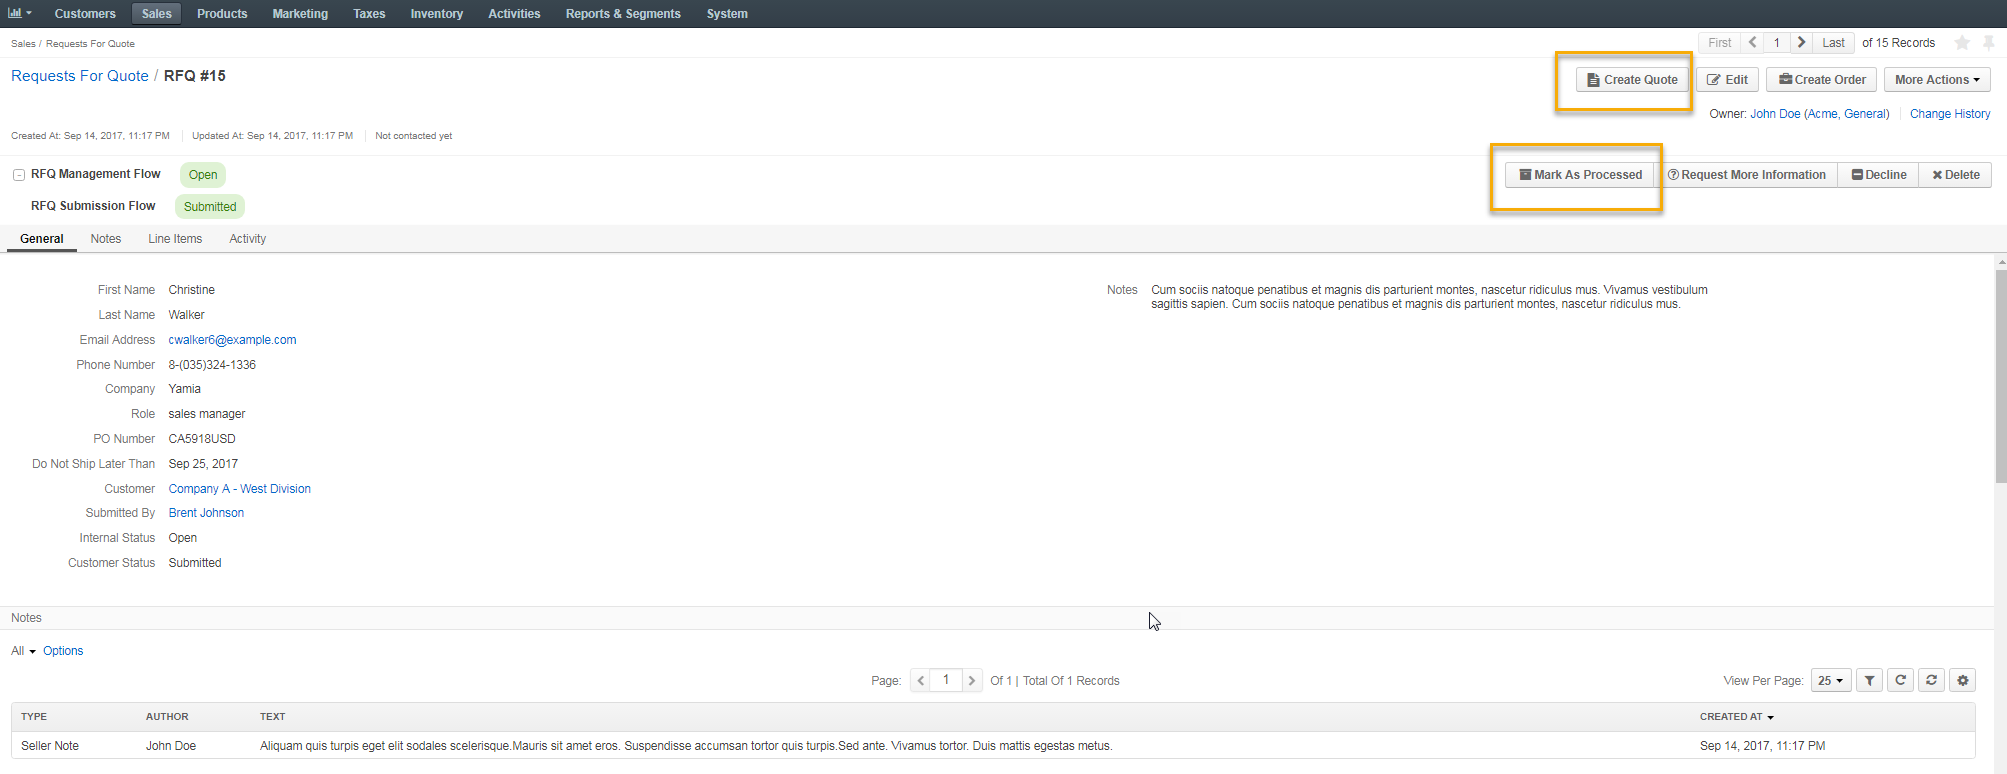 Customers Sales Products Marketing Taxes Inventory Activities Reports & Segments System
Sales / Requests For Quote First 1 Last of 15 Records
Requests For Quote / RFQ #15 Create Quote Edit Create Order More Actions
Owner: John Doe (Acme, General) Change History
Created At: Sep 14, 2017, 11:17 PM Updated At: Sep 14, 2017, 11:17 PM Not contacted yet
RFQ Management Flow Open Mark As Processed Request More Information Decline Delete
RFQ Submission Flow Submitted
General Notes Line Items Activity
First Name Christine
Last Name Walker
Email Address cwalker6@example.com
Phone Number 8-(035)324-1336
Company Yamia
Role sales manager
PO Number CA5918USD
Do Not Ship Later Than Sep 25, 2017
Customer Company A - West Division
Submitted By Brent Johnson
Internal Status Open
Customer Status Submitted
Notes Cum sociis natoque penatibus et magnis dis parturient montes, nascetur ridiculus mus. Vivamus vestibulum
sagittis sapien. Cum sociis natoque penatibus et magnis dis parturient montes, nascetur ridiculus mus.
Notes
All Options
Page: 1 Of 1 | Total Of 1 Records View Per Page: 25
TYPE AUTHOR TEXT CREATED AT
Seller Note John Doe Aliquam quis turpis eget elit sodales scelerisque.Mauris sit amet eros. Suspendisse accumsan tortor quis turpis.Sed ante. Vivamus tortor. Duis mattis egestas metus. Sep 14, 2017, 11:17 PM